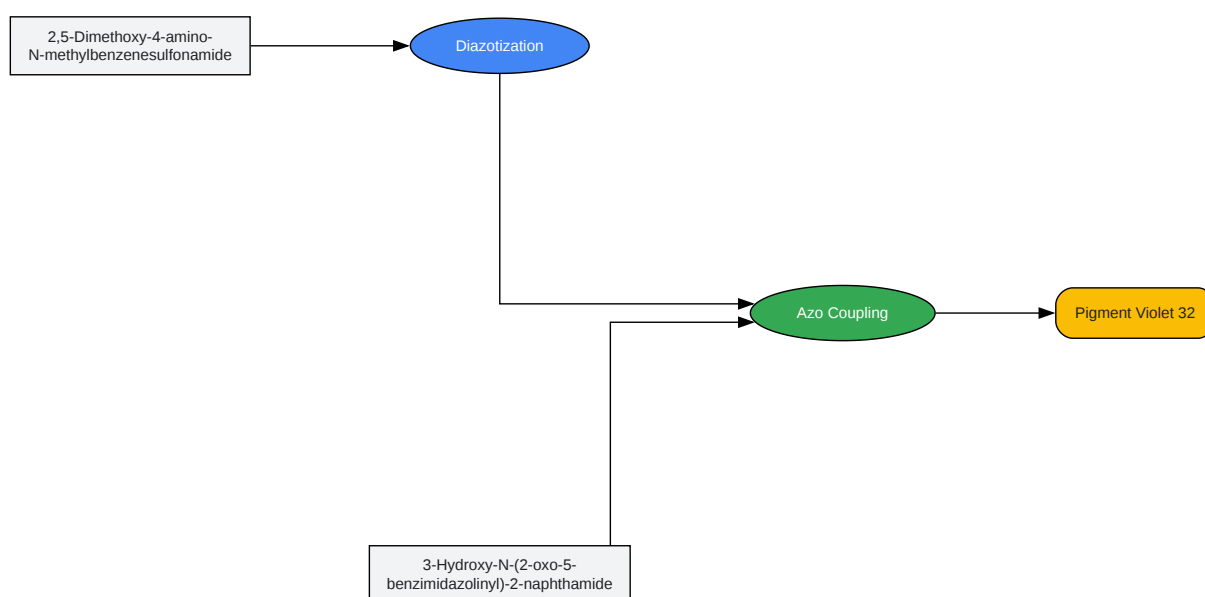 2,5-Dimethoxy-4-amino-
N-methylbenzenesulfonamide
Diazotization
Azo Coupling
Pigment Violet 32
3-Hydroxy-N-(2-oxo-5-
benzimidazolinyl)-2-naphthamide